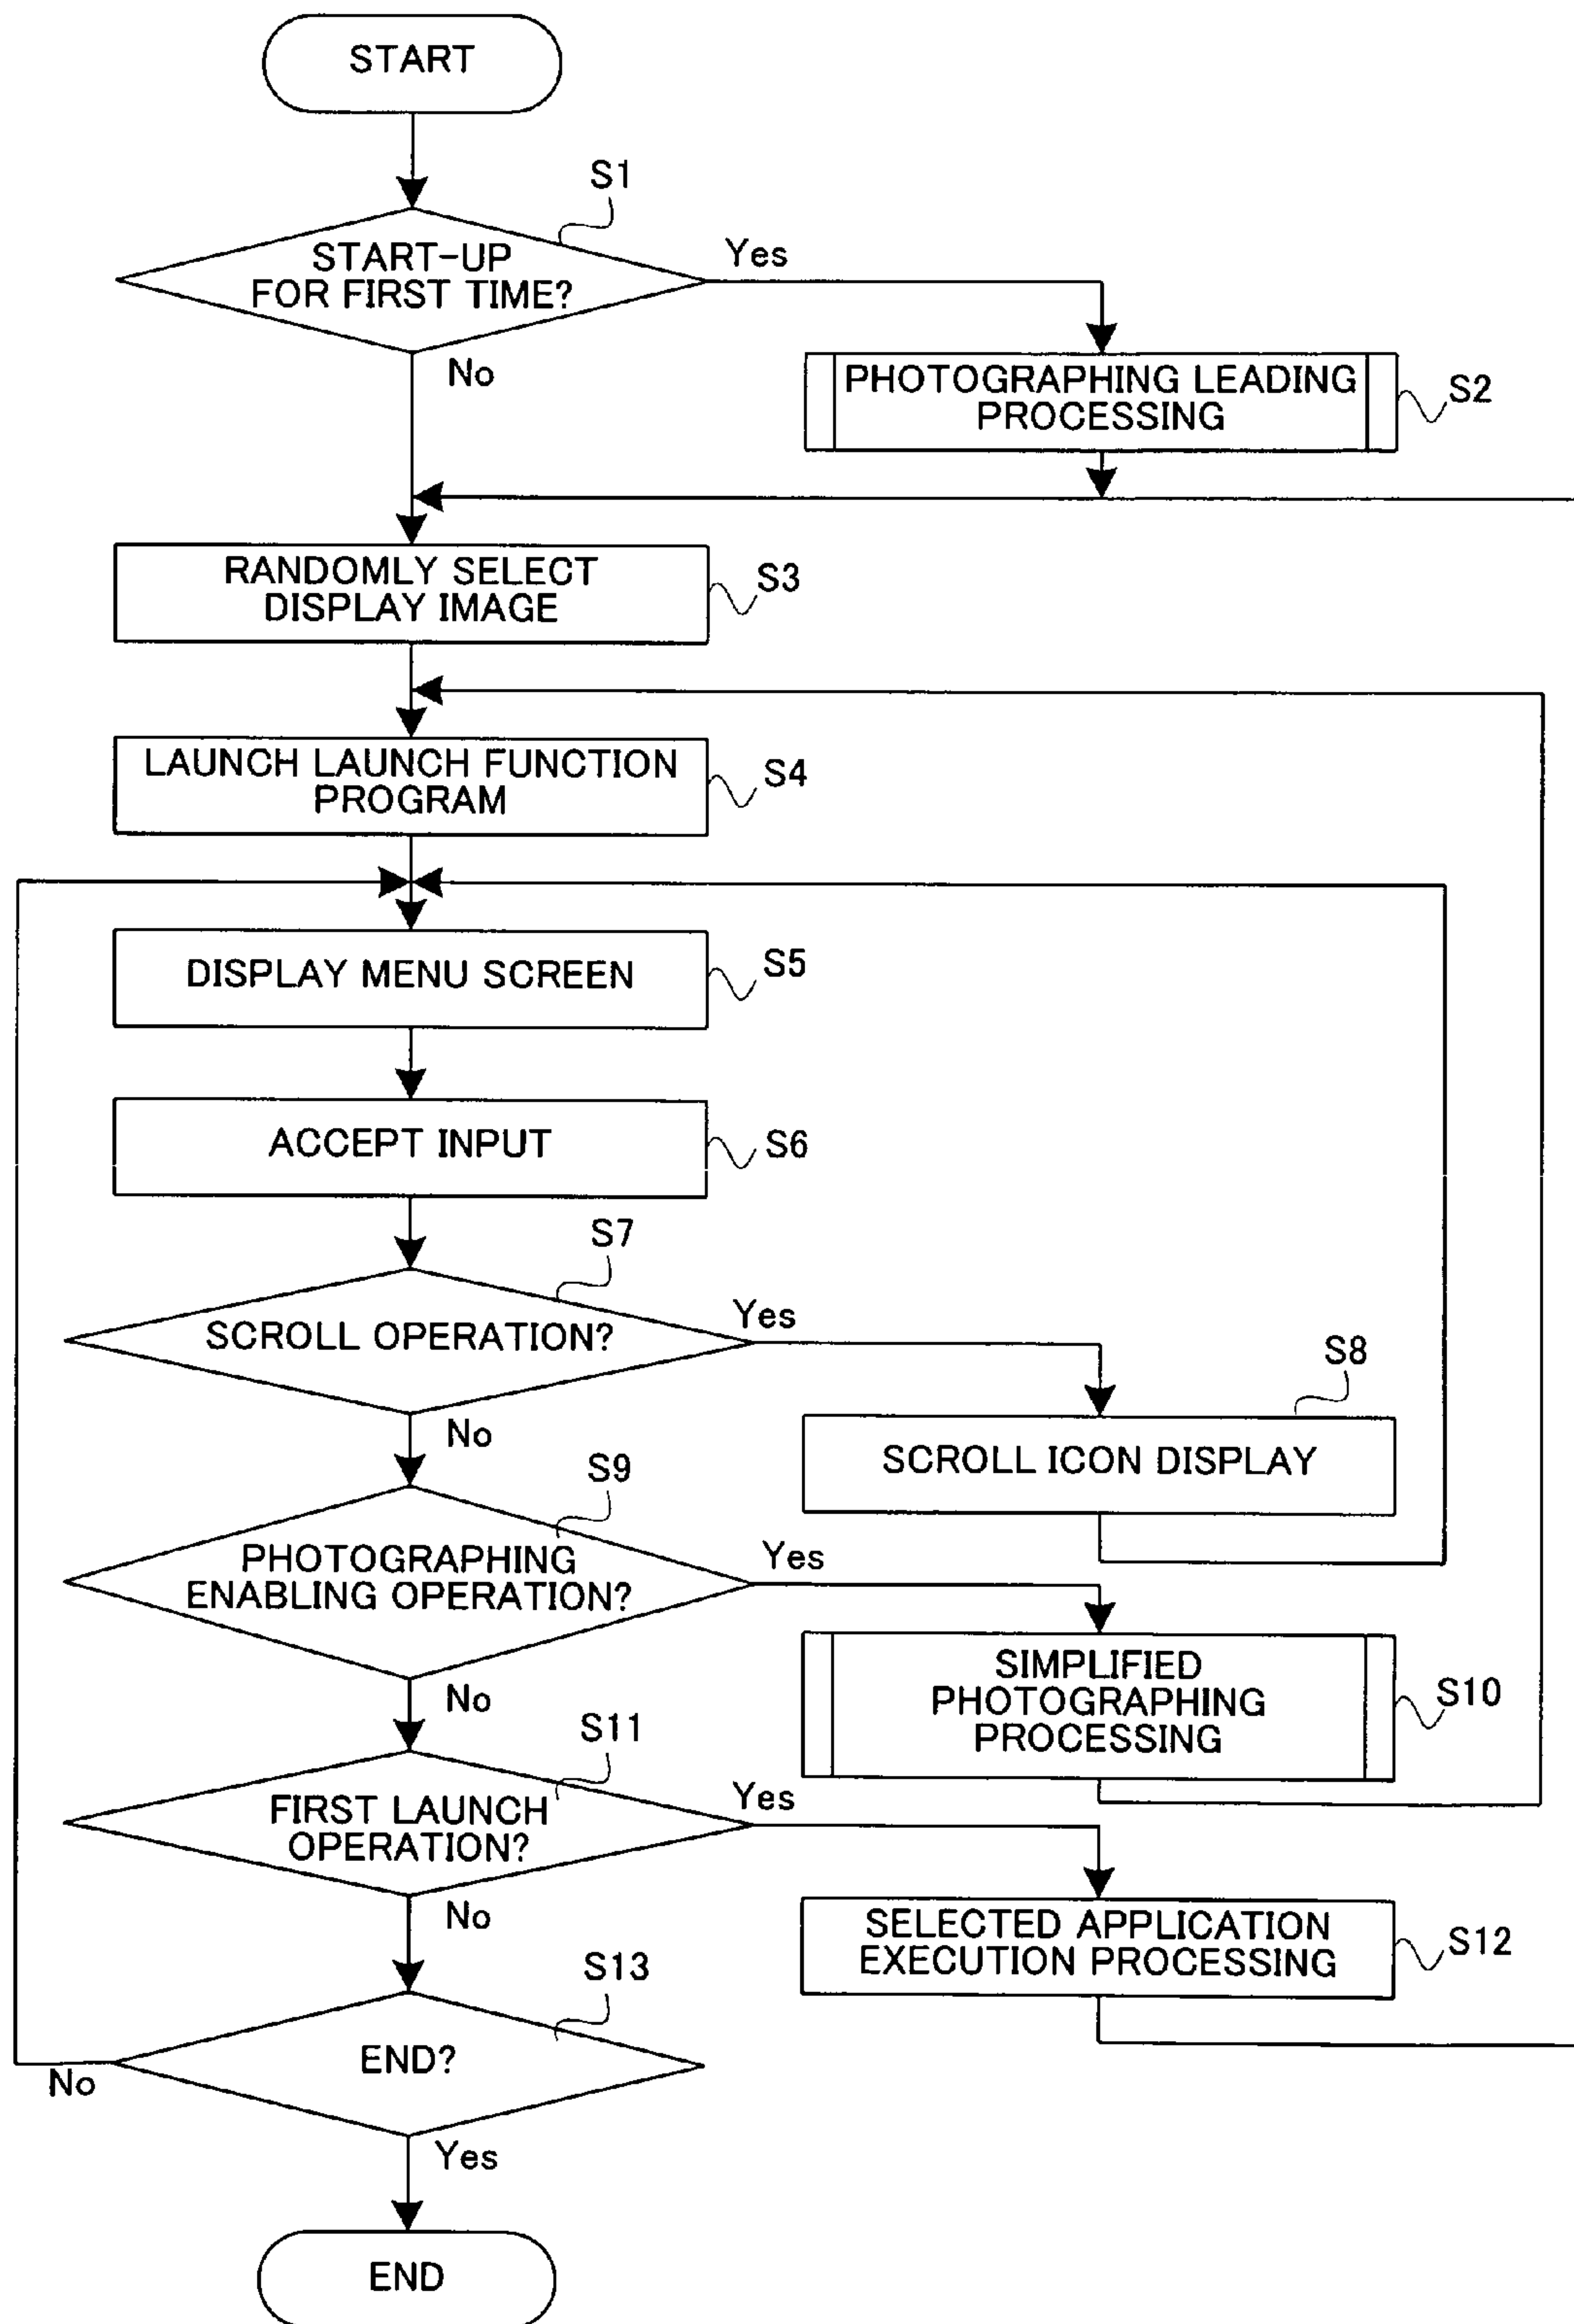 START
S1
START-UP
FOR FIRST TIME?
Yes
No
PHOTOGRAPHING LEADING
PROCESSING
S2
RANDOMLY SELECT
DISPLAY IMAGE
S3
LAUNCH LAUNCH FUNCTION
PROGRAM
S4
DISPLAY MENU SCREEN
S5
ACCEPT INPUT
S6
S7
SCROLL OPERATION?
Yes
No
S8
SCROLL ICON DISPLAY
S9
PHOTOGRAPHING
ENABLING OPERATION?
Yes
No
SIMPLIFIED
PHOTOGRAPHING
PROCESSING
S10
S11
FIRST LAUNCH
OPERATION?
Yes
No
SELECTED APPLICATION
EXECUTION PROCESSING
S12
S13
END?
No
Yes
END